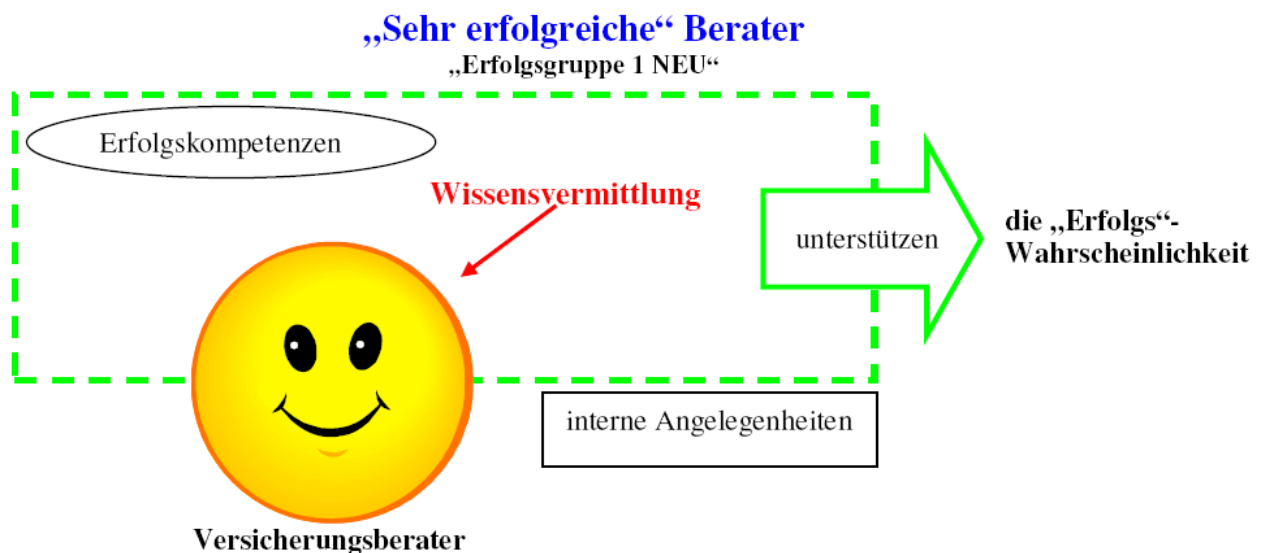 „Sehr erfolgreiche“ Berater
„Erfolgsgruppe 1 NEU“
Erfolgskompetenzen
Wissensvermittlung
unterstützen
die „Erfolgs“-
Wahrscheinlichkeit
interne Angelegenheiten
Versicherungsberater